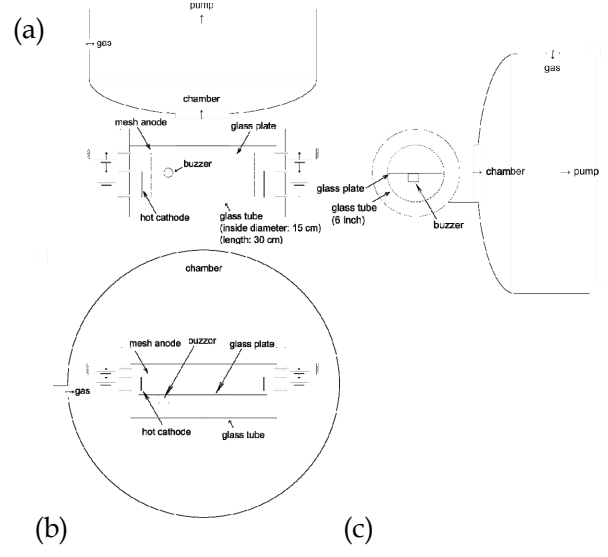 (a)
pump
gas
chamber
mesh anode
glass plate
buzzer
hot cathode
glass tube
(inside diameter: 15 cm)
(length: 30 cm)
gas
chamber
pump
glass plate
glass tube
(6 inch)
buzzer
chamber
mesh anode
buzzer
glass plate
gas
hot cathode
glass tube
(b)
(c)